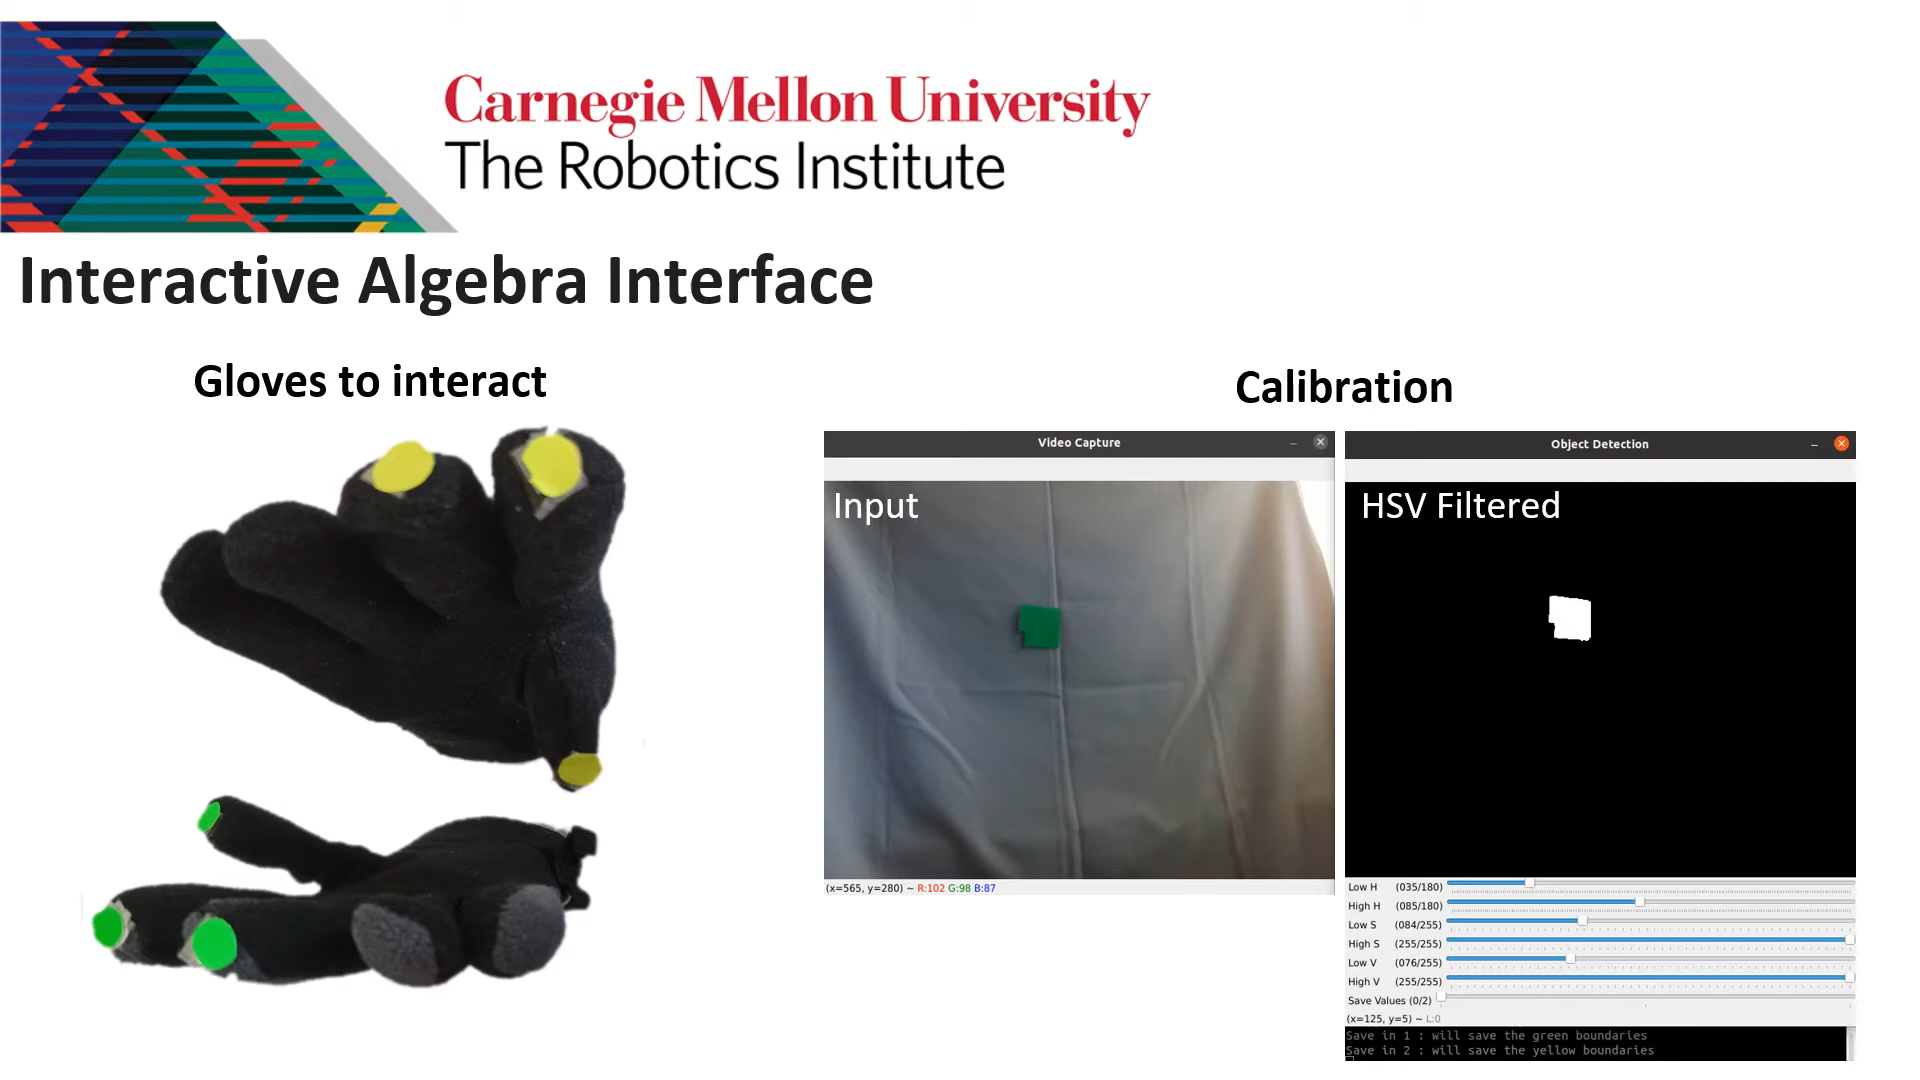 Carnegie Mellon University
The Robotics Institute
Interactive Algebra Interface
Gloves to interact
Calibration
Video Capture
Input
(x=565, y=280) ~ R:102 G:98 B:87
Object Detection
HSV Filtered
Low H (035/180)
High H (085/180)
Low S (084/255)
High S (255/255)
Low V (076/255)
High V (255/255)
Save Values (0/2)
(x=125, y=5) ~ L:0
Save in 1 : will save the green boundaries
Save in 2 : will save the yellow boundaries